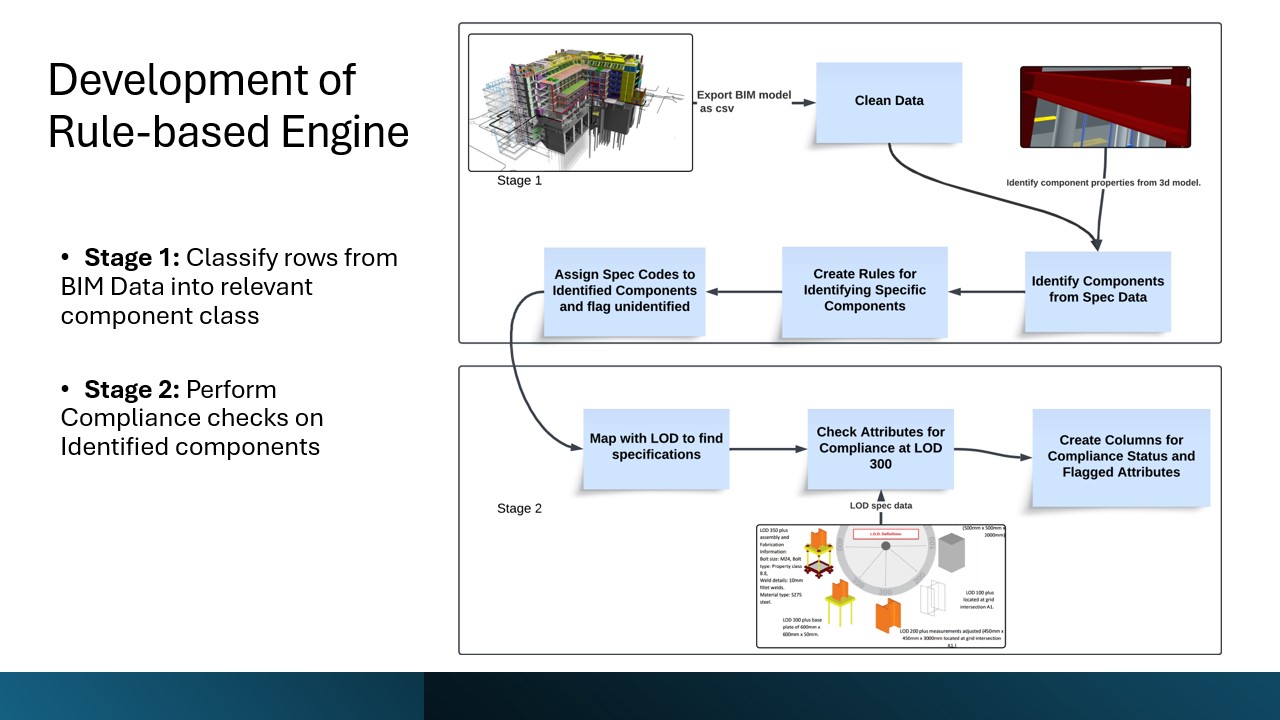 Development of
Rule-based Engine
• Stage 1: Classify rows from
BIM Data into relevant
component class
• Stage 2: Perform
Compliance checks on
Identified components
Export BIM model
as csv
Stage 1
Clean Data
Identify component properties from 3d model.
Assign Spec Codes to
Identified Components
and flag unidentified
Create Rules for
Identifying Specific
Components
Identify Components
from Spec Data
Map with LOD to find
specifications
Check Attributes for
Compliance at LOD
300
Create Columns for
Compliance Status and
Flagged Attributes
Stage 2
LOD spec data
LOD 350 plus
assembly and
Fabrication
Information:
Bolt size: M24, Bolt
type: Property class
8.8,
Weld details: 10mm
fillet welds.
Material type: S275
steel.
L.O.D. Definitions
(500mm x 500mm x
3000mm)
LOD 100 plus
located at grid
intersection A1.
LOD 300 plus base
plate of 600mm x
600mm x 50mm.
LOD 200 plus measurements adjusted (450mm x
450mm x 3000mm located at grid intersection
A1.)